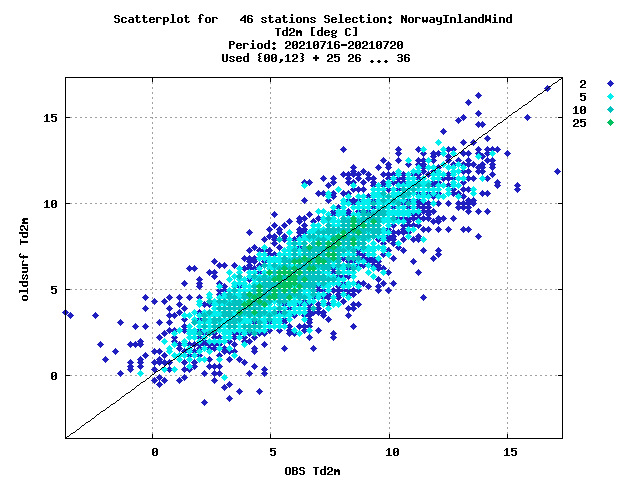 Scatterplot for   46 stations Selection: NorwayInlandWind
Td2m [deg C]
Period: 20210716-20210720
Used {00,12} + 25 26 ... 36
2
5
10
25
15
10
5
0
oldsurf Td2m
0 5 10 15
OBS Td2m